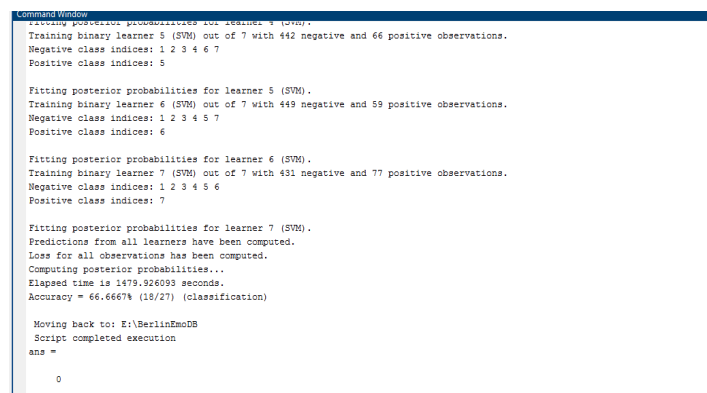 Command Window
Fitting posterior probabilities for learner 4 (SVM).
Training binary learner 5 (SVM) out of 7 with 442 negative and 66 positive observations.
Negative class indices: 1 2 3 4 6 7
Positive class indices: 5
Fitting posterior probabilities for learner 5 (SVM).
Training binary learner 6 (SVM) out of 7 with 449 negative and 59 positive observations.
Negative class indices: 1 2 3 4 5 7
Positive class indices: 6
Fitting posterior probabilities for learner 6 (SVM).
Training binary learner 7 (SVM) out of 7 with 431 negative and 77 positive observations.
Negative class indices: 1 2 3 4 5 6
Positive class indices: 7
Fitting posterior probabilities for learner 7 (SVM).
Predictions from all learners have been computed.
Loss for all observations has been computed.
Computing posterior probabilities...
Elapsed time is 1479.926093 seconds.
Accuracy = 66.6667% (18/27) (classification)
Moving back to: E:\BerlinEmoDB
Script completed execution
ans =
0